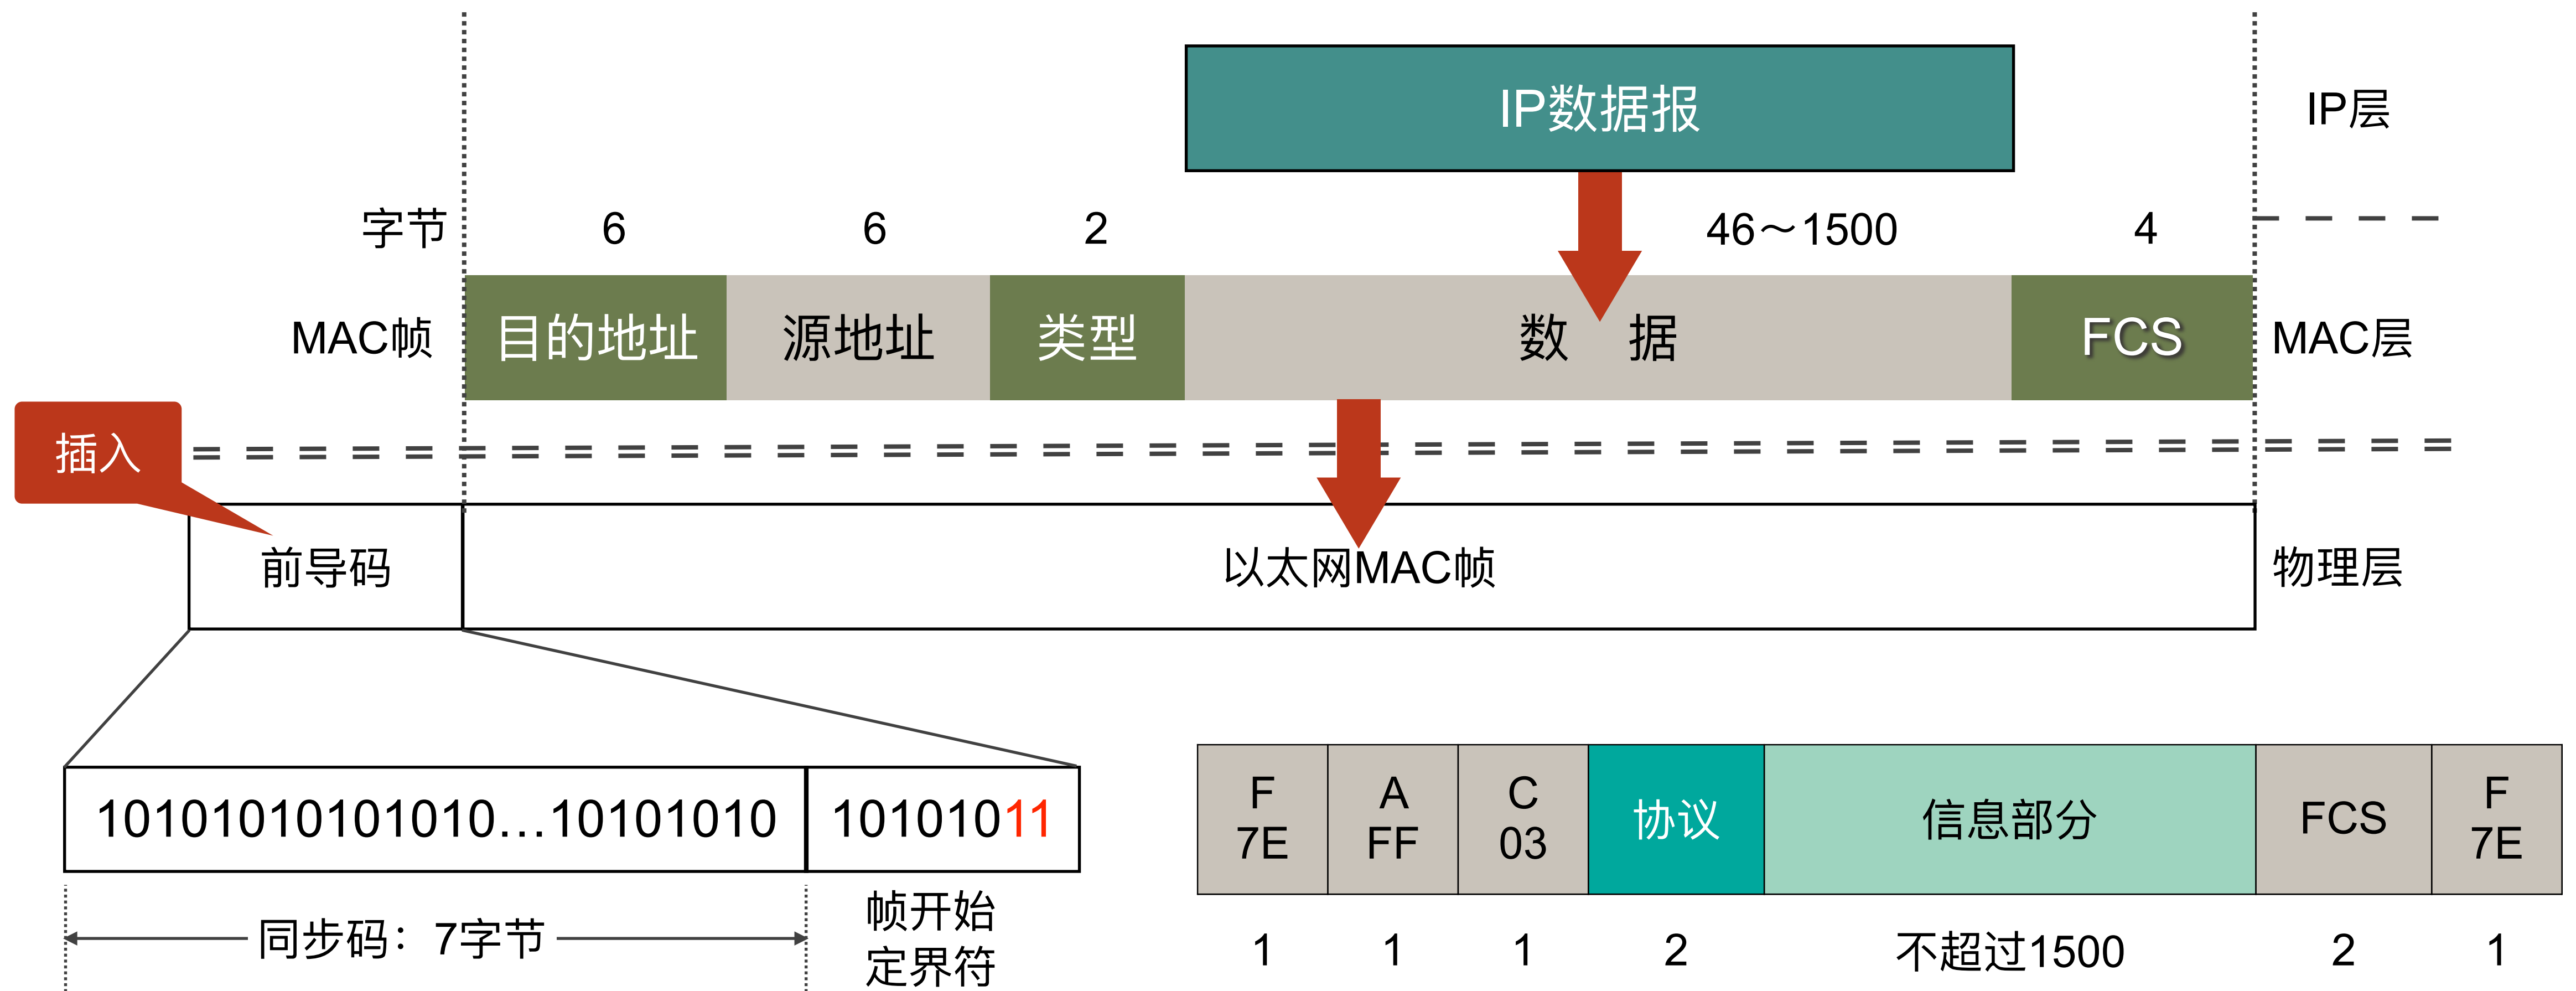 IP数据报
IP层
字节 6 6 2 46～1500 4
MAC帧 目的地址 源地址 类型 数 据 FCS MAC层
插入
前导码 以太网MAC帧 物理层
10101010101010…10101010 10101011
同步码：7字节
帧开始
定界符
F A C 协议 信息部分 FCS F
7E FF 03 7E
1 1 1 2 不超过1500 2 1